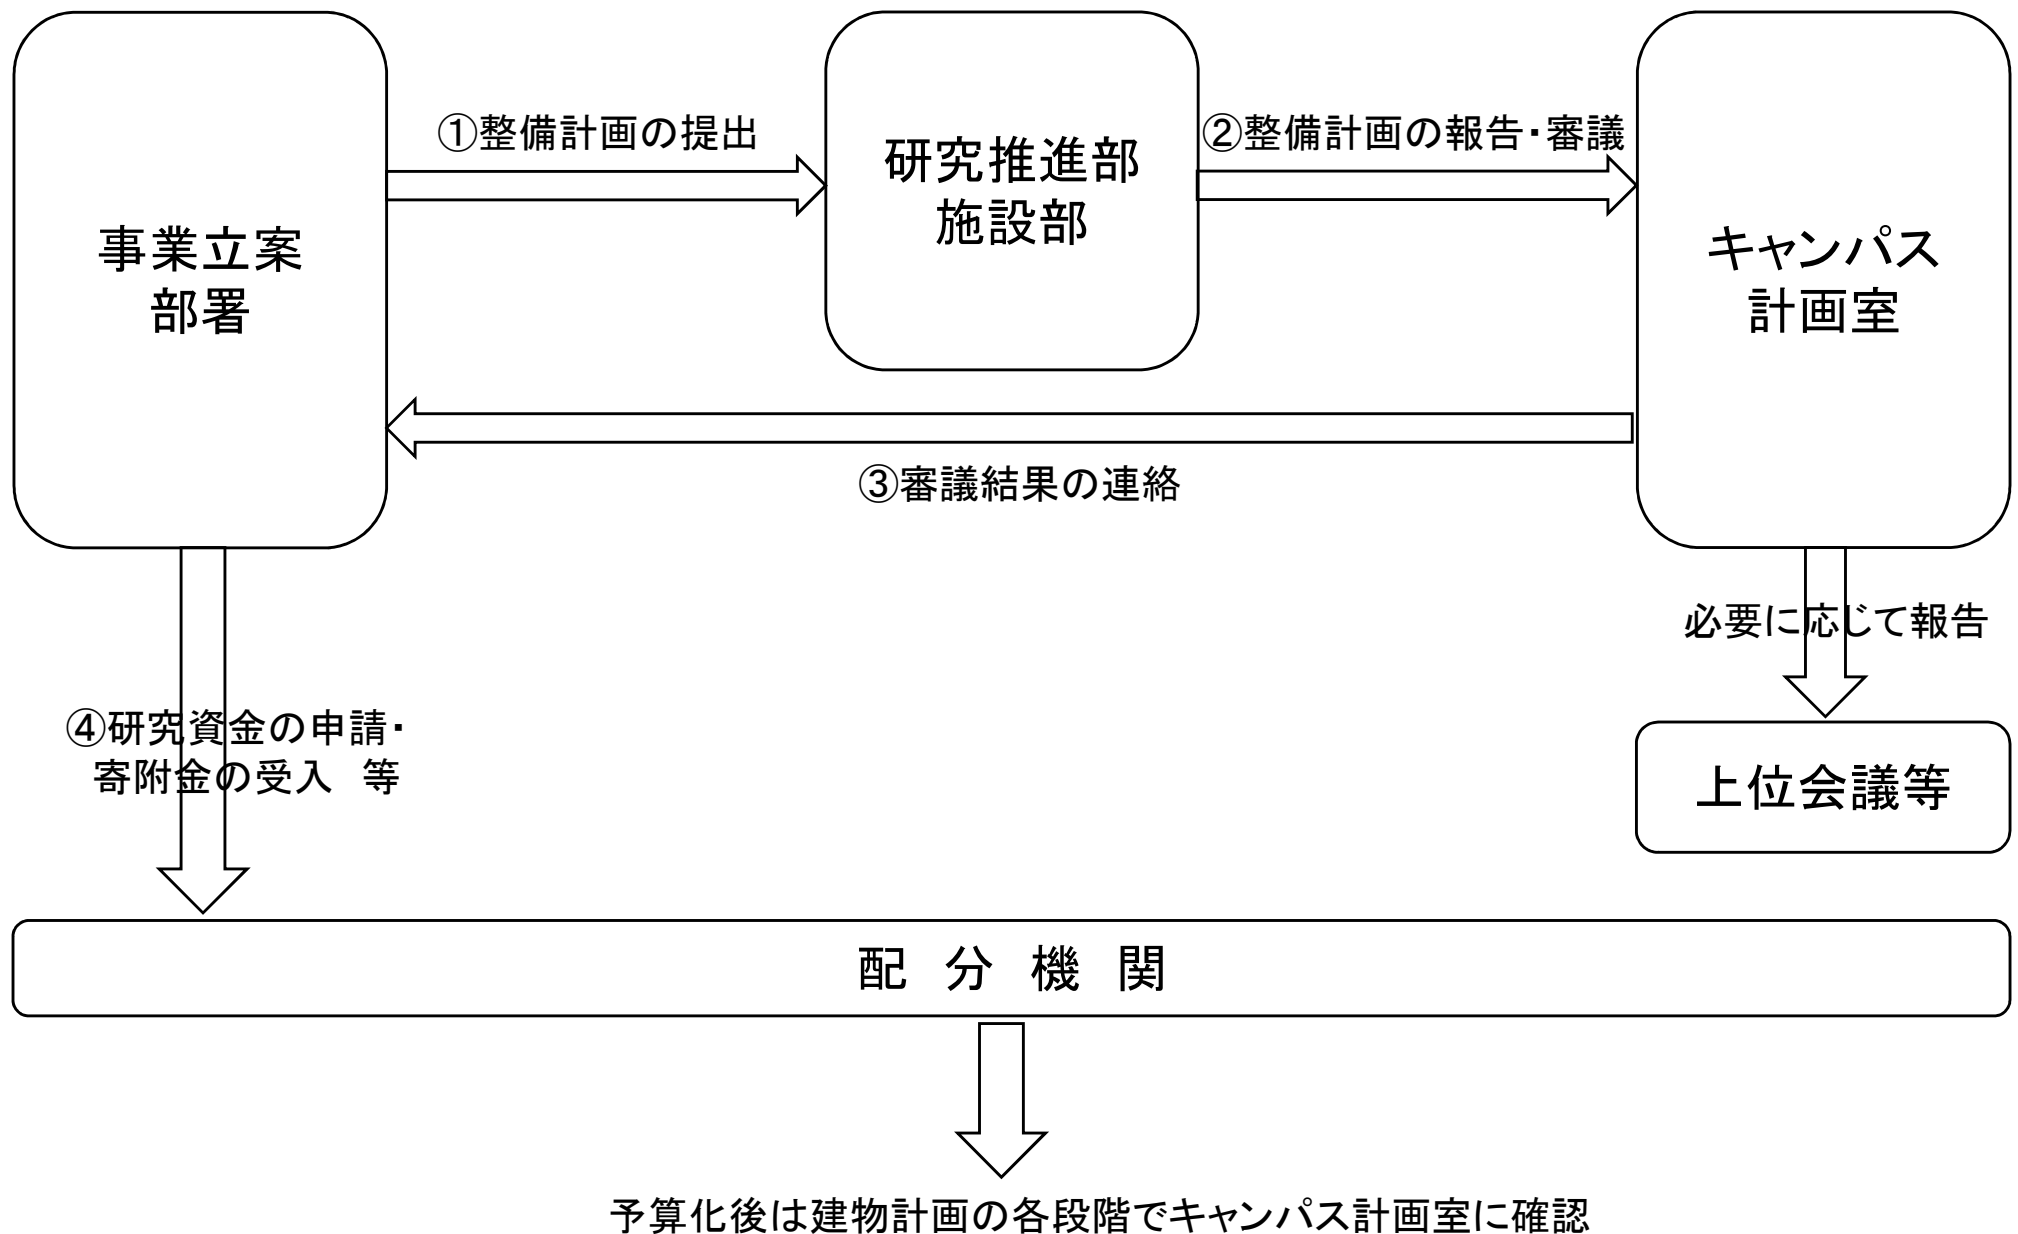 事業立案
部署
①整備計画の提出
研究推進部
施設部
②整備計画の報告・審議
キャンパス
計画室
③審議結果の連絡
必要に応じて報告
上位会議等
④研究資金の申請・
寄附金の受入　等
配　分　機　関
予算化後は建物計画の各段階でキャンパス計画室に確認